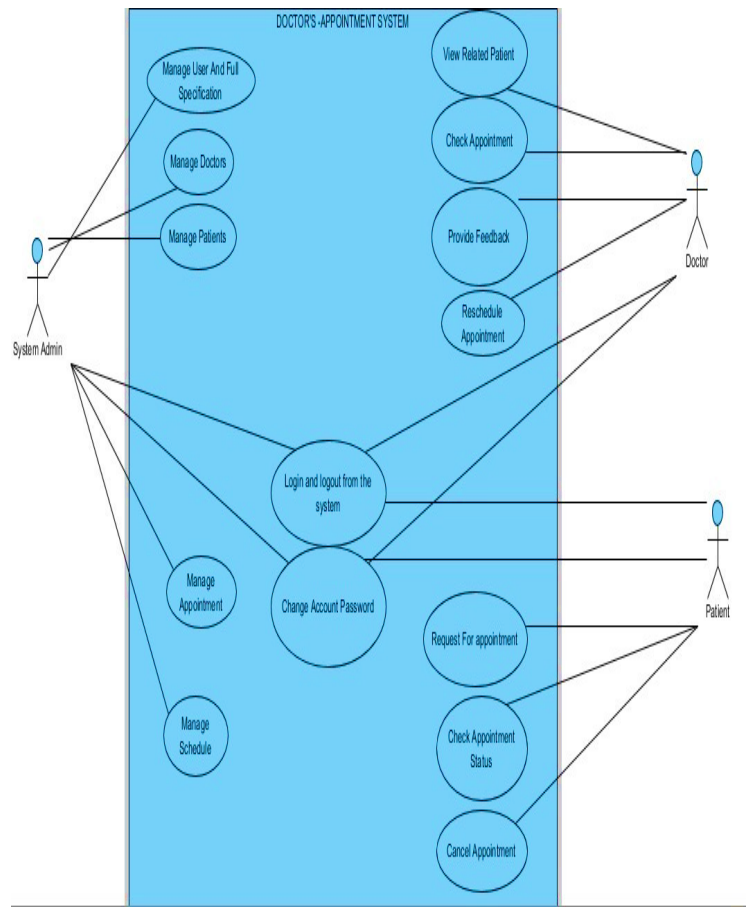 DOCTOR'S -APPOINTMENT SYSTEM
Manage User And Full
Specification
View Related Patient
Manage Doctors
Check Appointment
Manage Patients
Provide Feedback
Doctor
System Admin
Reschedule
Appointment
Login and logout from the
system
Manage
Appointment
Change Account Password
Patient
Request For appointment
Manage
Schedule
Check Appointment
Status
Cancel Appointment